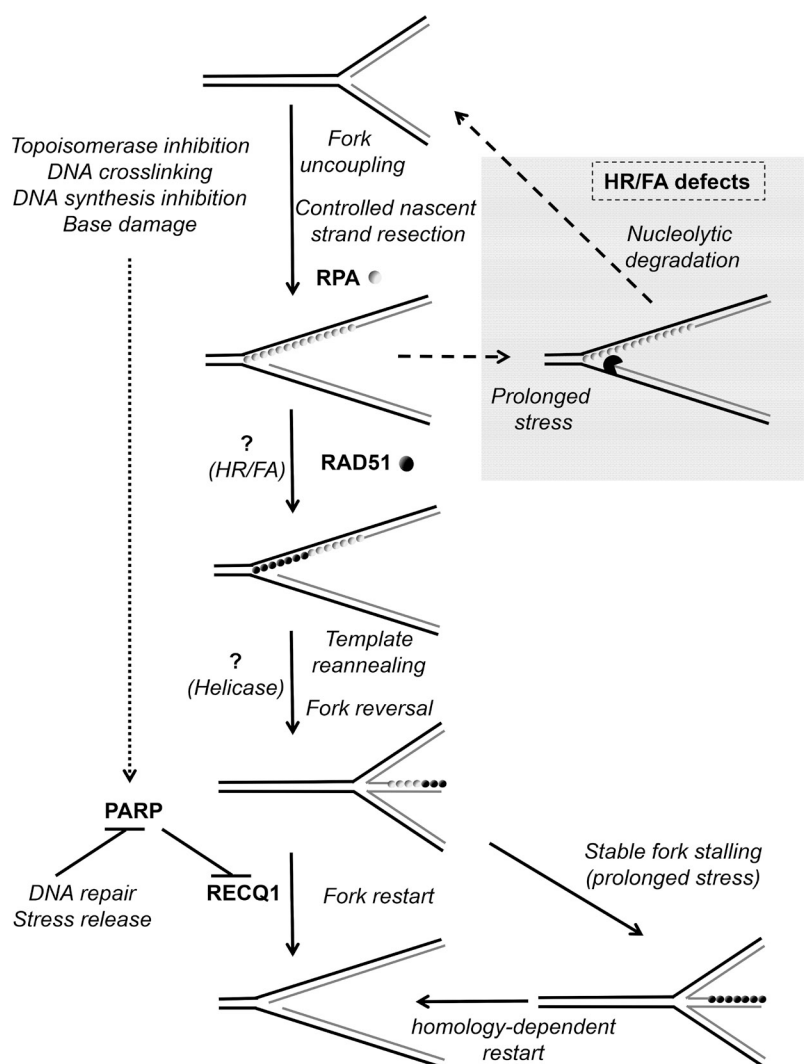 Topoisomerase inhibition
DNA crosslinking
DNA synthesis inhibition
Base damage
Fork
uncoupling
Controlled nascent
strand resection
RPA
HR/FA defects
Nucleolytic
degradation
Prolonged
stress
?
(HR/FA)
RAD51
?
(Helicase)
Template
reannealing
Fork reversal
PARP
DNA repair
Stress release
RECQ1
Fork restart
Stable fork stalling
(prolonged stress)
homology-dependent
restart